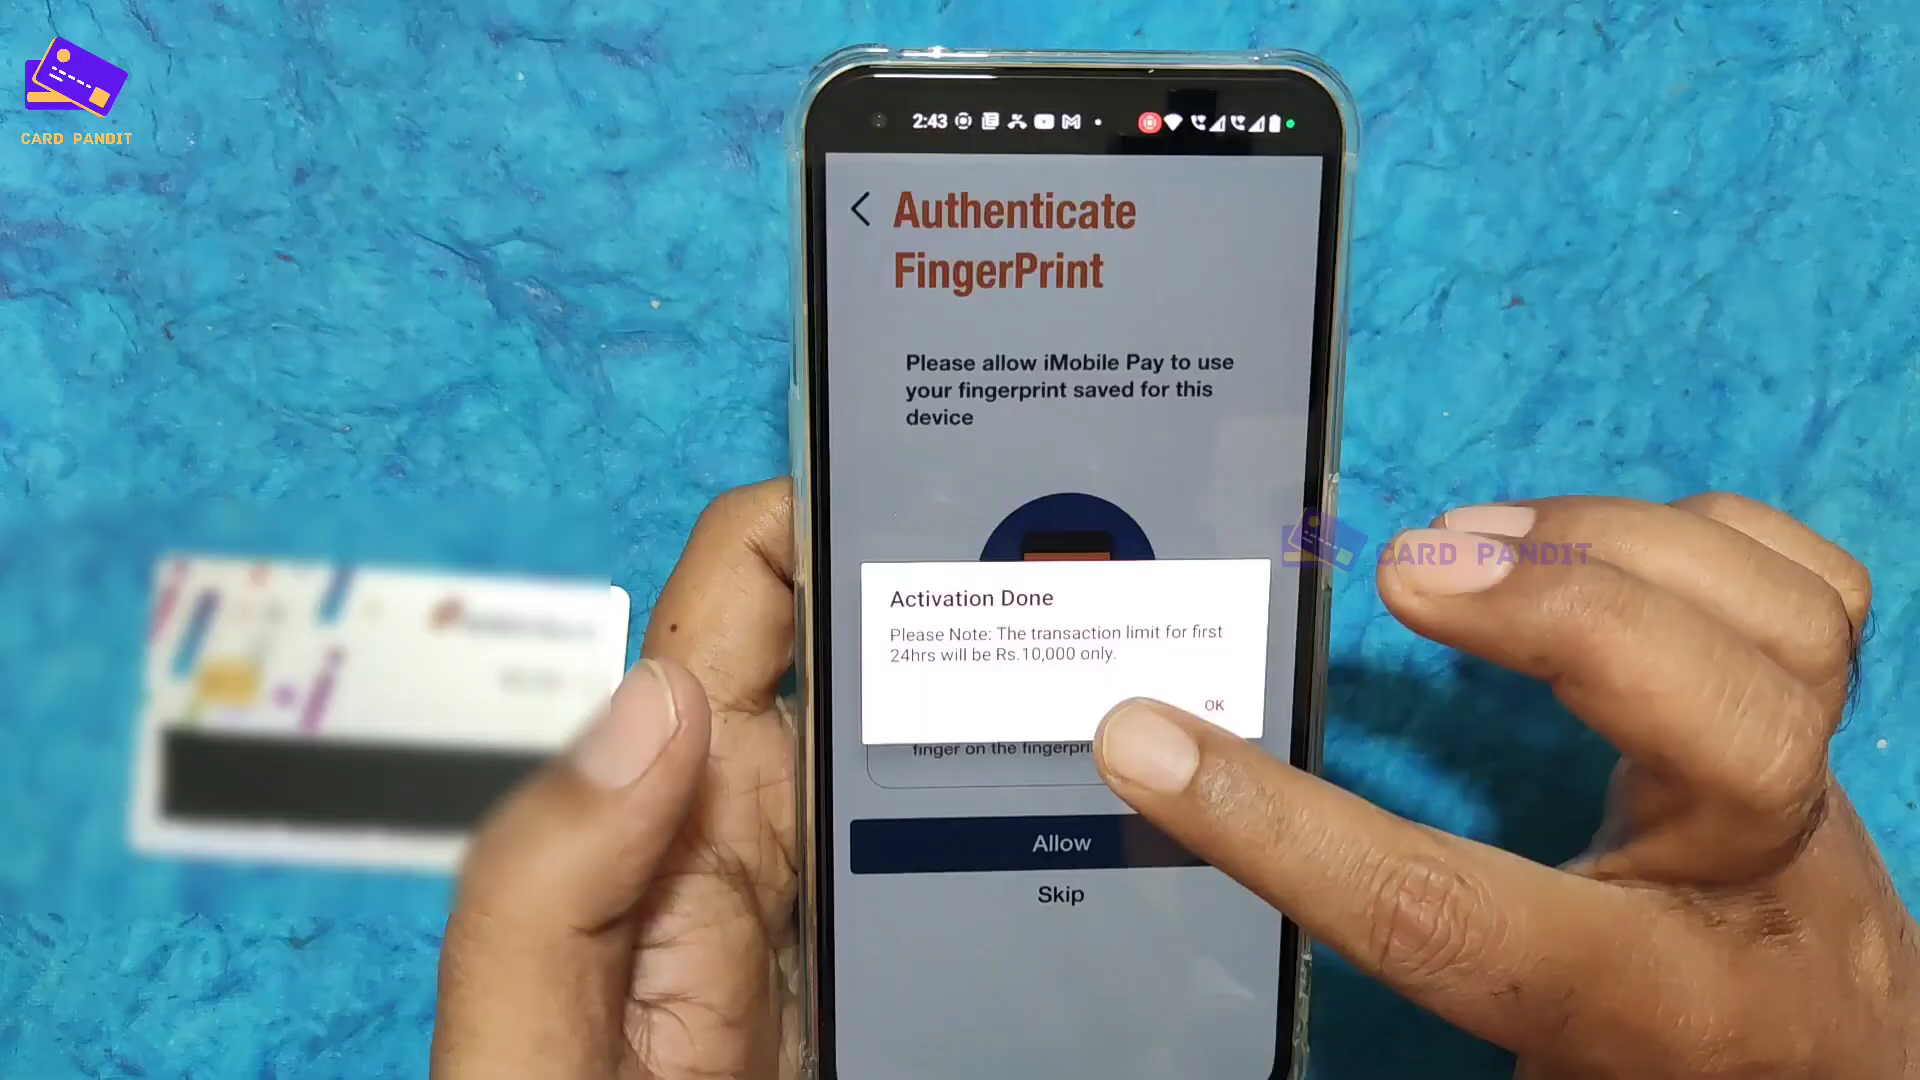 CARD PANDIT
2:43
Authenticate
FingerPrint
Please allow iMobile Pay to use
your fingerprint saved for this
device
CARD PANDIT
Activation Done
Please Note: The transaction limit for first
24hrs will be Rs.10,000 only.
OK
finger on the
Allow
Skip